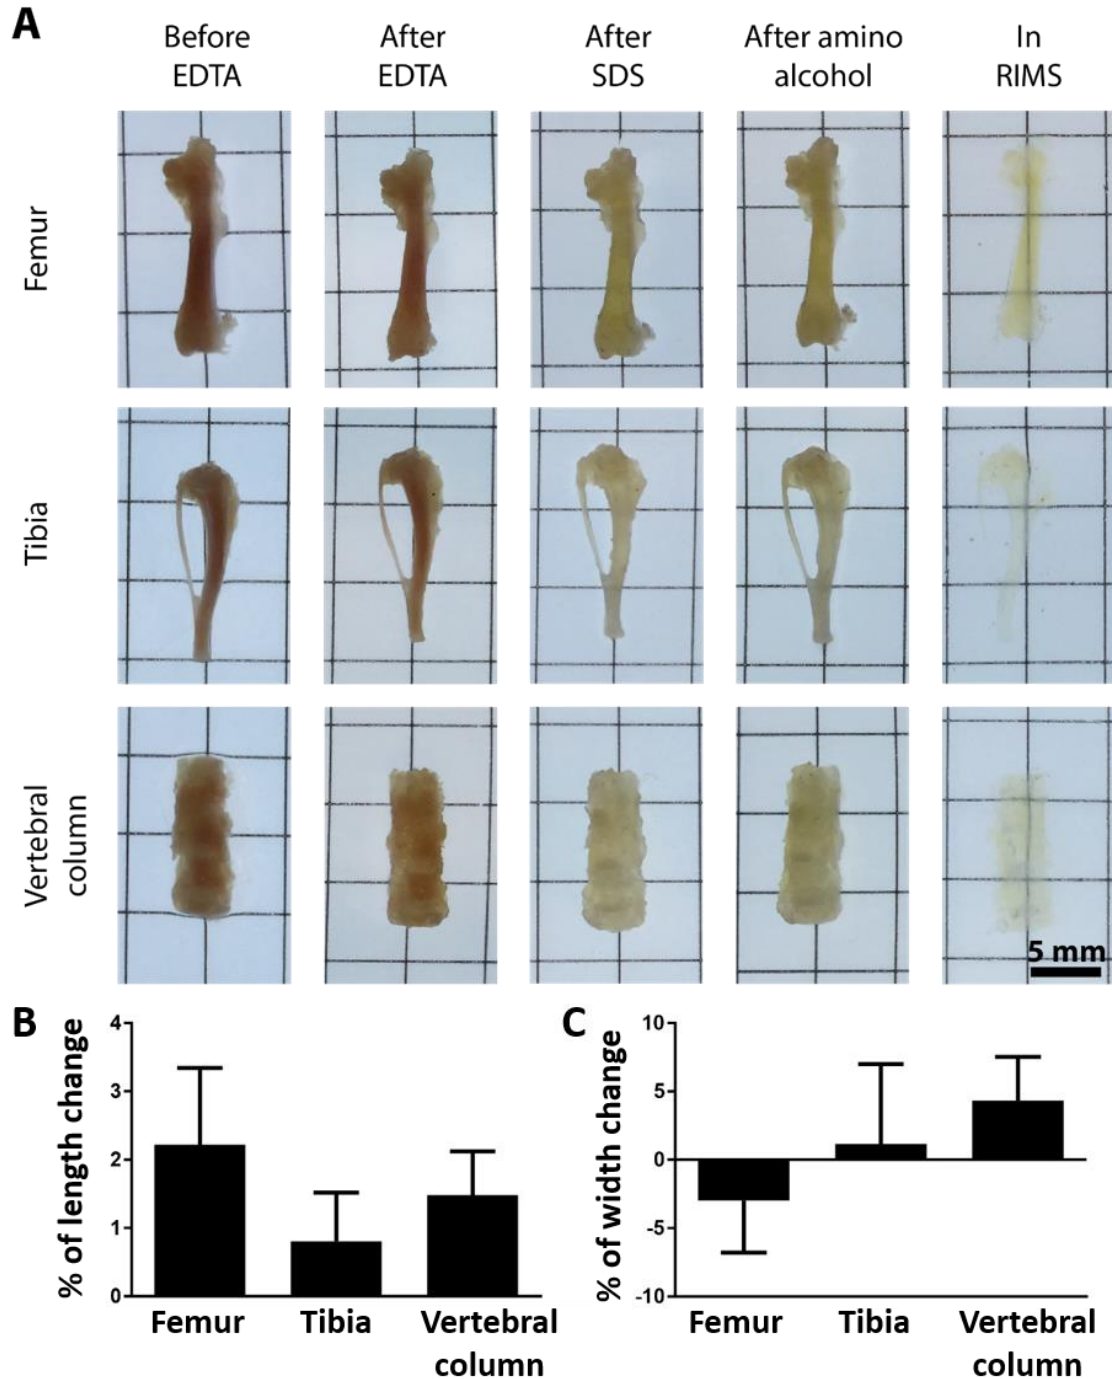 A
Before
EDTA
After
EDTA
After
SDS
After amino
alcohol
In
RIMS
Femur
Tibia
Vertebral
column
5 mm
B
% of length change
4
3
2
1
0
Femur
Tibia
Vertebral
column
C
% of width change
10
5
0
-5
-10
Femur
Tibia
Vertebral
column